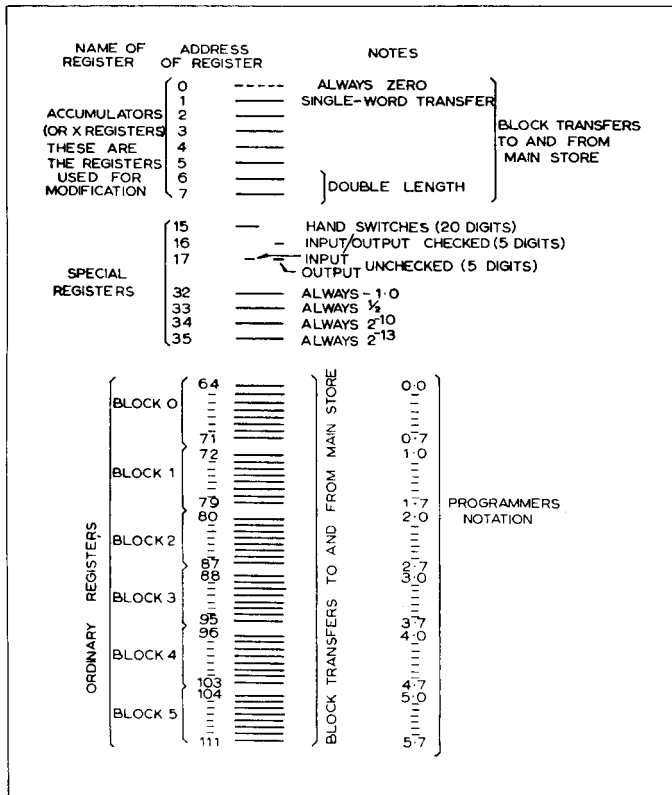 NAME OF ADDRESS NOTES
REGISTER OF REGISTER
0 ALWAYS ZERO
1 SINGLE-WORD TRANSFER
ACCUMULATORS 2
(OR X REGISTERS) 3 BLOCK TRANSFERS
THESE ARE 4 TO AND FROM
THE REGISTERS 5 MAIN STORE
USED FOR 6
MODIFICATION 7 DOUBLE LENGTH
15 HAND SWITCHES (20 DIGITS)
16 INPUT/OUTPUT CHECKED (5 DIGITS)
17 INPUT
OUTPUT UNCHECKED (5 DIGITS)
SPECIAL
REGISTERS
32 ALWAYS -1·0
33 ALWAYS ½
34 ALWAYS 2⁻¹⁰
35 ALWAYS 2⁻¹³
ORDINARY REGISTERS
BLOCK TRANSFERS TO AND FROM MAIN STORE
64 0·0
BLOCK 0
71 0·7
72 1·0
BLOCK 1
79 1·7
PROGRAMMERS
NOTATION
80 2·0
BLOCK 2
87 2·7
88 3·0
BLOCK 3
95 3·7
96 4·0
BLOCK 4
103 4·7
104 5·0
BLOCK 5
111 5·7